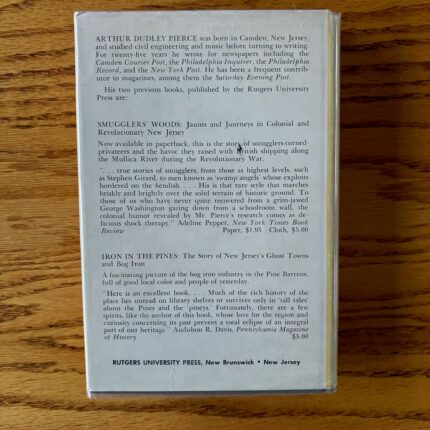 ARTHUR DUDLEY PIERCE was born in Camden, New Jersey,
and studied civil engineering and music before turning to writing.
For twenty-five years he wrote for newspapers including the
Camden Courier Post, the Philadelphia Inquirer, the Philadelphia
Record, and the New York Post. He has been a frequent contrib-
utor to magazines, among them the Saturday Evening Post.
His two previous books, published by the Rutgers University
Press are:
SMUGGLERS' WOODS: Jaunts and Journeys in Colonial and
Revolutionary New Jersey
Now available in paperback, this is the story of smugglers-turned-
privateers and the havoc they raised with British shipping along
the Mullica River during the Revolutionary War.
". . . true stories of smugglers, from those at highest levels, such
as Stephen Girard, to men known as 'swamp angels' whose exploits
bordered on the fiendish. . . . His is that rare style that marches
briskly and brightly over the solid terrain of historic ground. To
those of us who have never quite recovered from a grim-jawed
George Washington gazing down from a schoolroom wall, the
colonial humor revealed by Mr. Pierce's research comes as de-
licious shock therapy." Adeline Pepper, New York Times Book
Review Paper, $1.95 Cloth, $5.00
IRON IN THE PINES: The Story of New Jersey's Ghost Towns
and Bog Iron
A fascinating picture of the bog iron industry in the Pine Barrens,
full of good local color and people of yesterday.
"Here is an excellent book. . . . Much of the rich history of the
place lies unread on library shelves or survives only in 'tall tales'
about the Pines and the 'pineys.' Fortunately, there are a few
spirits, like the author of this book, whose love for the region and
curiosity concerning its past prevent a total eclipse of an integral
part of our heritage." Audubon R. Davis, Pennsylvania Magazine
of History $5.00
RUTGERS UNIVERSITY PRESS, New Brunswick • New Jersey